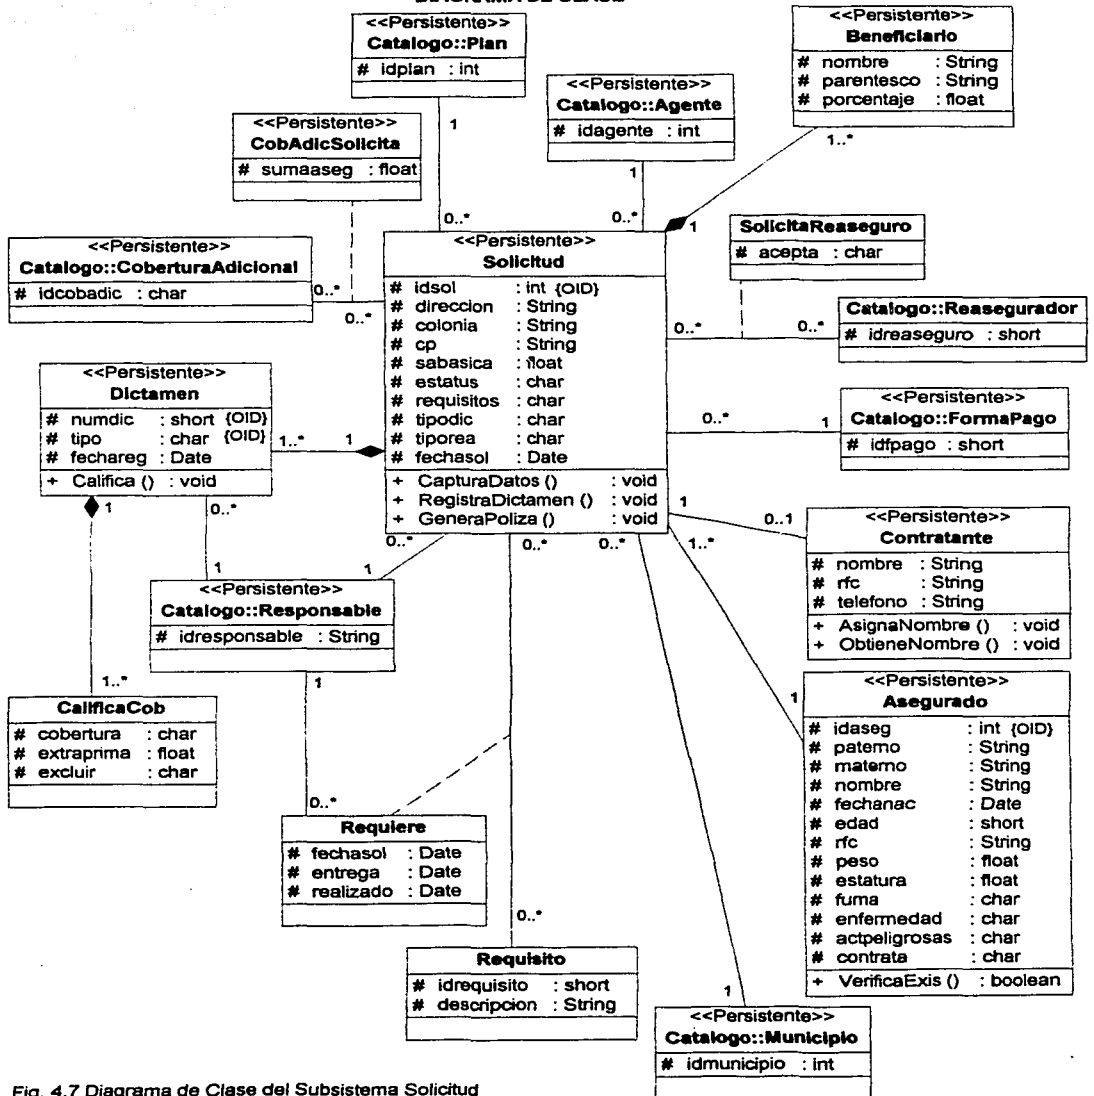 <<Persistente>>
Catalogo::Plan
# idplan : int
<<Persistente>>
Beneficiario
# nombre : String
# parentesco : String
# porcentaje : float
<<Persistente>>
Catalogo::Agente
# idagente : int
<<Persistente>>
CobAdicSolicita
# sumaaseg : float
1
0..*
1
0..*
1..*
1
SolicitaReaseguro
# acepta : char
<<Persistente>>
Catalogo::CoberturaAdicional
# idcobadic : char
0..*
0..*
<<Persistente>>
Solicitud
# idsol : int {OID}
# direccion : String
# colonia : String
# cp : String
# sabasica : float
# estatus : char
# requisitos : char
# tipodic : char
# tiporea : char
# fechasol : Date
+ CapturaDatos () : void
+ RegistraDictamen () : void
+ GeneraPoliza () : void
0..*
0..*
Catalogo::Reasegurador
# idreaseguro : short
<<Persistente>>
Dictamen
# numdic : short {OID}
# tipo : char {OID}
# fechareg : Date
+ Califica () : void
1..*
1
0..*
1
<<Persistente>>
Catalogo::FormaPago
# idfpago : short
1
0..1
<<Persistente>>
Contratante
# nombre : String
# rfc : String
# telefono : String
+ AsignaNombre () : void
+ ObtieneNombre () : void
1
0..*
1
0..*
1
0..*
0..*
1..*
<<Persistente>>
Catalogo::Responsable
# idresponsable : String
1..*
CalificaCob
# cobertura : char
# extraprima : float
# excluir : char
1
0..*
1
<<Persistente>>
Asegurado
# idaseg : int {OID}
# paterno : String
# materno : String
# nombre : String
# fechanac : Date
# edad : short
# rfc : String
# peso : float
# estatura : float
# fuma : char
# enfermedad : char
# actpeligrosas : char
# contrata : char
+ VerificaExis () : boolean
Requiere
# fechasol : Date
# entrega : Date
# realizado : Date
0..*
Requisito
# idrequisito : short
# descripcion : String
1
<<Persistente>>
Catalogo::Municipio
# idmunicipio : int
Fig. 4.7 Diagrama de Clase del Subsistema Solicitud